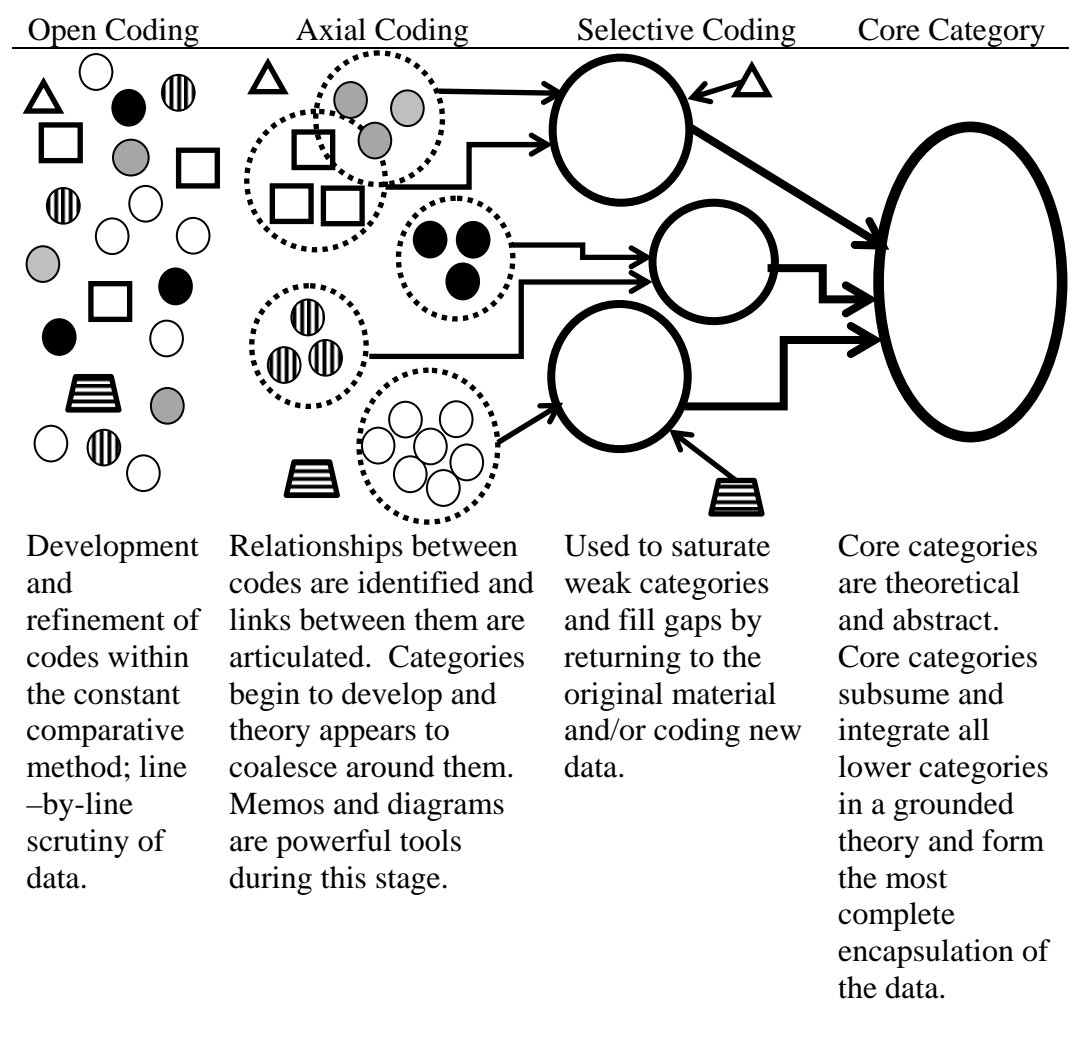 Open Coding
Axial Coding
Selective Coding
Core Category
Development
and
refinement of
codes within
the constant
comparative
method; line
–by-line
scrutiny of
data.
Relationships between
codes are identified and
links between them are
articulated.  Categories
begin to develop and
theory appears to
coalesce around them.
Memos and diagrams
are powerful tools
during this stage.
Used to saturate
weak categories
and fill gaps by
returning to the
original material
and/or coding new
data.
Core categories
are theoretical
and abstract.
Core categories
subsume and
integrate all
lower categories
in a grounded
theory and form
the most
complete
encapsulation of
the data.